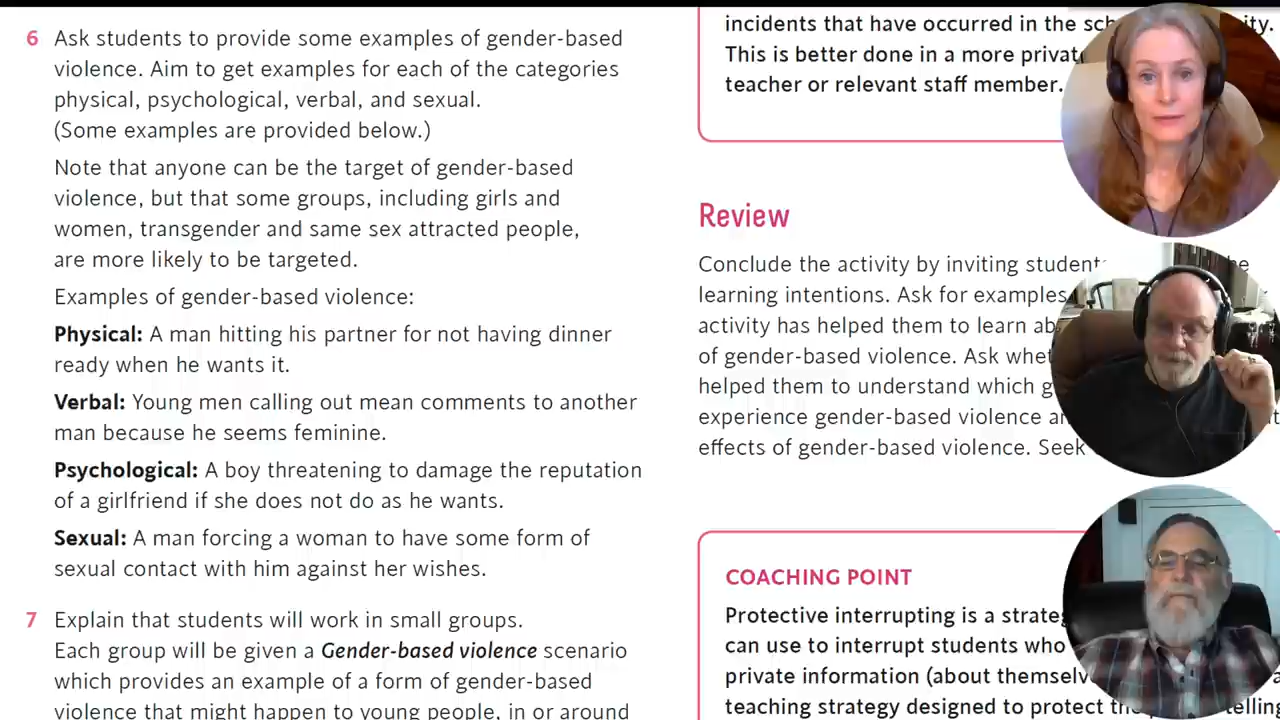 6 Ask students to provide some examples of gender-based
violence. Aim to get examples for each of the categories
physical, psychological, verbal, and sexual.
(Some examples are provided below.)
Note that anyone can be the target of gender-based
violence, but that some groups, including girls and
women, transgender and same sex attracted people,
are more likely to be targeted.
Examples of gender-based violence:
Physical: A man hitting his partner for not having dinner
ready when he wants it.
Verbal: Young men calling out mean comments to another
man because he seems feminine.
Psychological: A boy threatening to damage the reputation
of a girlfriend if she does not do as he wants.
Sexual: A man forcing a woman to have some form of
sexual contact with him against her wishes.
7 Explain that students will work in small groups.
Each group will be given a Gender-based violence scenario
which provides an example of a form of gender-based
violence that might happen to young people, in or around
incidents that have occurred in the
This is better done in a more
teacher or relevant staff member.
Review
Conclude the activity by inviting
learning intentions. Ask for examples
activity has helped them to learn
of gender-based violence. Ask
helped them to understand which
experience gender-based violence
effects of gender-based violence. Seek
COACHING POINT
Protective interrupting is a
can use to interrupt students who
private information (about
teaching strategy designed to protect